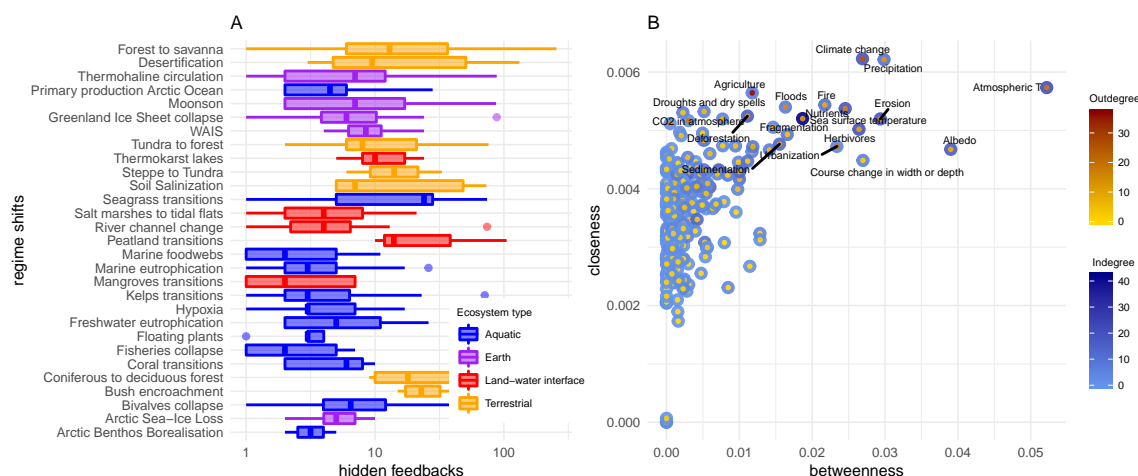 A
regime shifts
Forest to savanna
Desertification
Thermohaline circulation
Primary production Arctic Ocean
Moonson
Greenland Ice Sheet collapse
WAIS
Tundra to forest
Thermokarst lakes
Steppe to Tundra
Soil Salinization
Seagrass transitions
Salt marshes to tidal flats
River channel change
Peatland transitions
Marine foodwebs
Marine eutrophication
Mangroves transitions
Kelps transitions
Hypoxia
Freshwater eutrophication
Floating plants
Fisheries collapse
Coral transitions
Coniferous to deciduous forest
Bush encroachment
Bivalves collapse
Arctic Sea−Ice Loss
Arctic Benthos Borealisation
1 10 100
hidden feedbacks
Ecosystem type
Aquatic
Earth
Land−water interface
Terrestrial
B
closeness
0.006
0.004
0.002
0.000
Climate change
Precipitation
Atmospheric T
Agriculture
Floods
Fire
Erosion
Droughts and dry spells
Nutrients
CO2 in atmosphere
Sea surface temperature
Fragmentation
Deforestation
Herbivores
Urbanization
Albedo
Sedimentation
Course change in width or depth
0.00 0.01 0.02 0.03 0.04 0.05
betweenness
Outdegree
30
20
10
0
Indegree
40
30
20
10
0